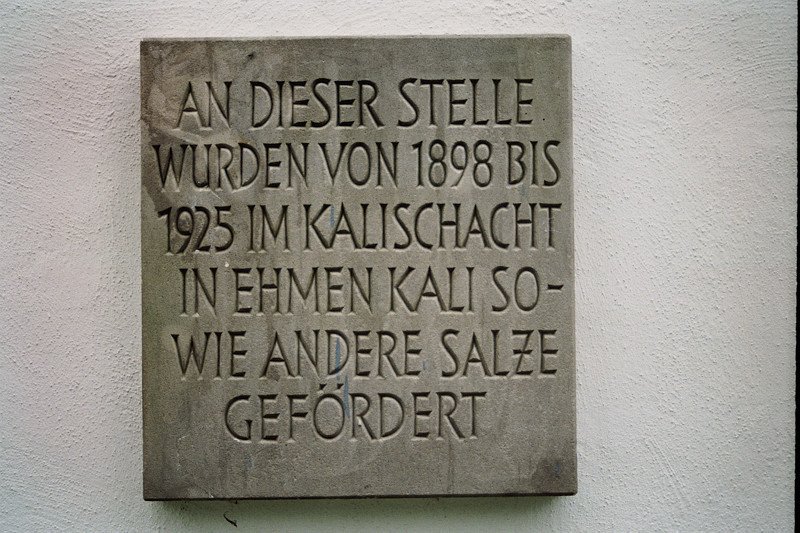 AN DIESER STELLE
WURDEN VON 1898 BIS
1925 IM KALISCHACHT
IN EHMEN KALI SO-
WIE ANDERE SALZE
GEFÖRDERT